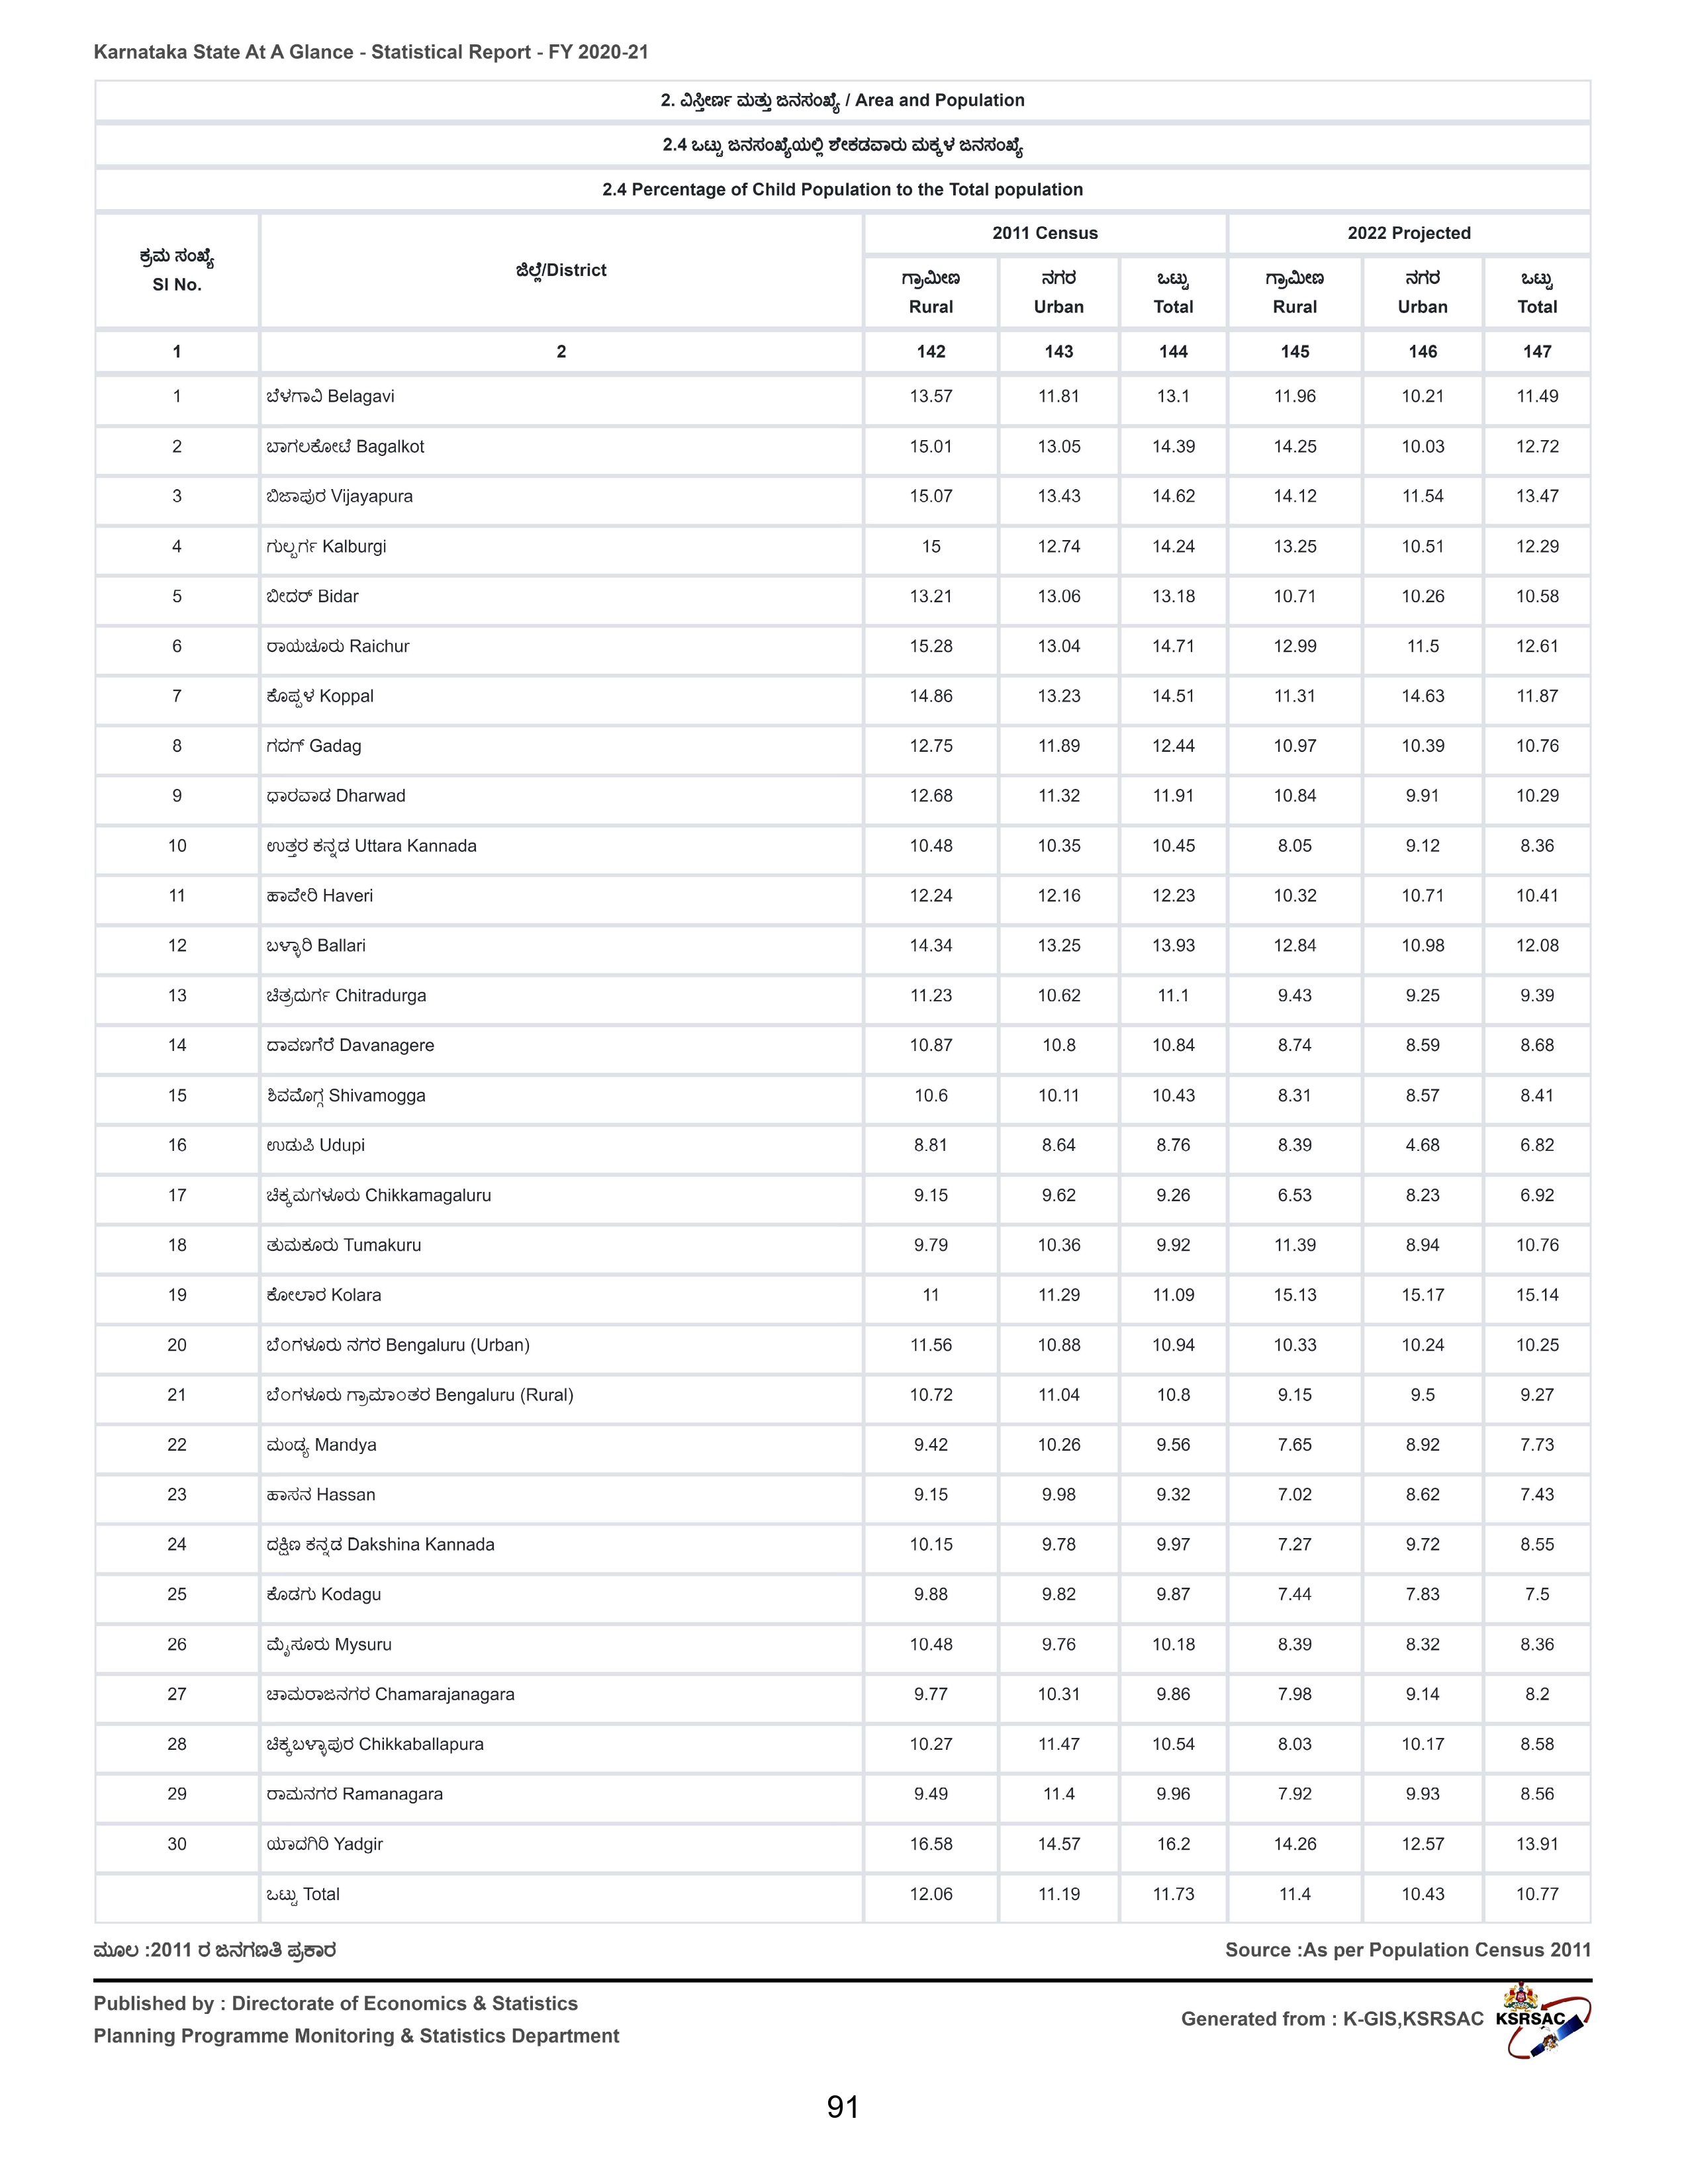 Karnataka State At A Glance - Statistical Report - FY 2020-21
2. ವಿಸ್ತೀರ್ಣ ಮತ್ತು ಜನಸಂಖ್ಯೆ / Area and Population
2.4 ಒಟ್ಟು ಜನಸಂಖ್ಯೆಯಲ್ಲಿ ಶೇಕಡವಾರು ಮಕ್ಕಳ ಜನಸಂಖ್ಯೆ
2.4 Percentage of Child Population to the Total population
ಕ್ರಮ ಸಂಖ್ಯೆ
Sl No.
ಜಿಲ್ಲೆ/District
2011 Census 2022 Projected
ಗ್ರಾಮೀಣ ನಗರ ಒಟ್ಟು ಗ್ರಾಮೀಣ ನಗರ ಒಟ್ಟು
Rural Urban Total Rural Urban Total
1 2 142 143 144 145 146 147
1 ಬೆಳಗಾವಿ Belagavi 13.57 11.81 13.1 11.96 10.21 11.49
2 ಬಾಗಲಕೋಟೆ Bagalkot 15.01 13.05 14.39 14.25 10.03 12.72
3 ಬಿಜಾಪುರ Vijayapura 15.07 13.43 14.62 14.12 11.54 13.47
4 ಗುಲ್ಬರ್ಗ Kalburgi 15 12.74 14.24 13.25 10.51 12.29
5 ಬೀದರ್ Bidar 13.21 13.06 13.18 10.71 10.26 10.58
6 ರಾಯಚೂರು Raichur 15.28 13.04 14.71 12.99 11.5 12.61
7 ಕೊಪ್ಪಳ Koppal 14.86 13.23 14.51 11.31 14.63 11.87
8 ಗದಗ್ Gadag 12.75 11.89 12.44 10.97 10.39 10.76
9 ಧಾರವಾಡ Dharwad 12.68 11.32 11.91 10.84 9.91 10.29
10 ಉತ್ತರ ಕನ್ನಡ Uttara Kannada 10.48 10.35 10.45 8.05 9.12 8.36
11 ಹಾವೇರಿ Haveri 12.24 12.16 12.23 10.32 10.71 10.41
12 ಬಳ್ಳಾರಿ Ballari 14.34 13.25 13.93 12.84 10.98 12.08
13 ಚಿತ್ರದುರ್ಗ Chitradurga 11.23 10.62 11.1 9.43 9.25 9.39
14 ದಾವಣಗೆರೆ Davanagere 10.87 10.8 10.84 8.74 8.59 8.68
15 ಶಿವಮೊಗ್ಗ Shivamogga 10.6 10.11 10.43 8.31 8.57 8.41
16 ಉಡುಪಿ Udupi 8.81 8.64 8.76 8.39 4.68 6.82
17 ಚಿಕ್ಕಮಗಳೂರು Chikkamagaluru 9.15 9.62 9.26 6.53 8.23 6.92
18 ತುಮಕೂರು Tumakuru 9.79 10.36 9.92 11.39 8.94 10.76
19 ಕೋಲಾರ Kolara 11 11.29 11.09 15.13 15.17 15.14
20 ಬೆಂಗಳೂರು ನಗರ Bengaluru (Urban) 11.56 10.88 10.94 10.33 10.24 10.25
21 ಬೆಂಗಳೂರು ಗ್ರಾಮಾಂತರ Bengaluru (Rural) 10.72 11.04 10.8 9.15 9.5 9.27
22 ಮಂಡ್ಯ Mandya 9.42 10.26 9.56 7.65 8.92 7.73
23 ಹಾಸನ Hassan 9.15 9.98 9.32 7.02 8.62 7.43
24 ದಕ್ಷಿಣ ಕನ್ನಡ Dakshina Kannada 10.15 9.78 9.97 7.27 9.72 8.55
25 ಕೊಡಗು Kodagu 9.88 9.82 9.87 7.44 7.83 7.5
26 ಮೈಸೂರು Mysuru 10.48 9.76 10.18 8.39 8.32 8.36
27 ಚಾಮರಾಜನಗರ Chamarajanagara 9.77 10.31 9.86 7.98 9.14 8.2
28 ಚಿಕ್ಕಬಳ್ಳಾಪುರ Chikkaballapura 10.27 11.47 10.54 8.03 10.17 8.58
29 ರಾಮನಗರ Ramanagara 9.49 11.4 9.96 7.92 9.93 8.56
30 ಯಾದಗಿರಿ Yadgir 16.58 14.57 16.2 14.26 12.57 13.91
ಒಟ್ಟು Total 12.06 11.19 11.73 11.4 10.43 10.77
ಮೂಲ :2011 ರ ಜನಗಣತಿ ಪ್ರಕಾರ Source :As per Population Census 2011
Published by : Directorate of Economics & Statistics
Planning Programme Monitoring & Statistics Department
Generated from : K-GIS,KSRSAC KSRSAC
91